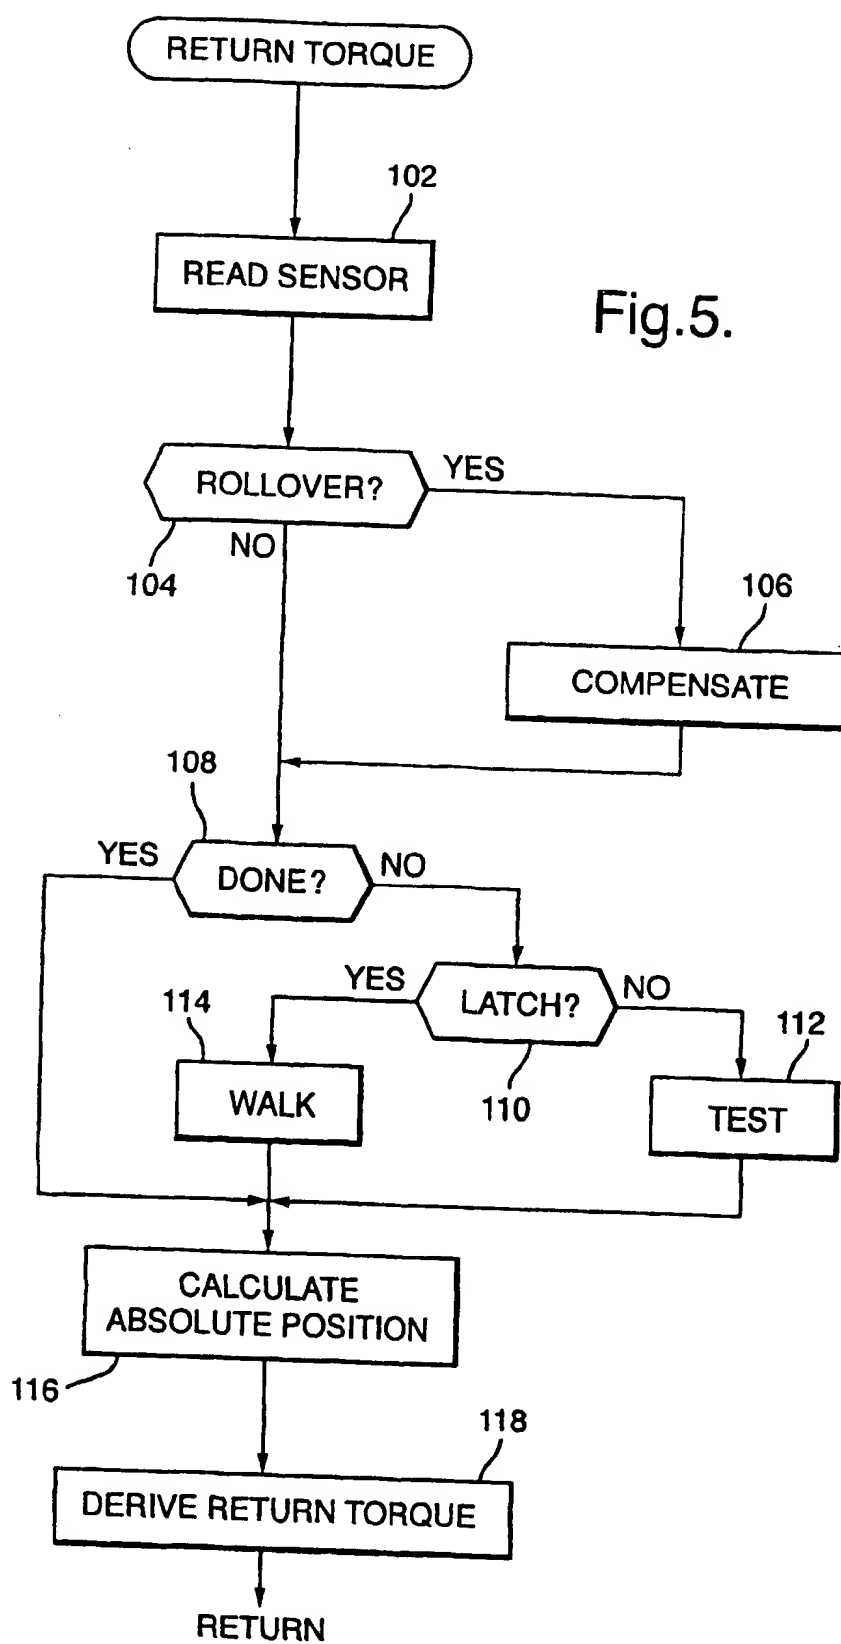 RETURN TORQUE
102
READ SENSOR
Fig.5.
ROLLOVER?
YES
NO
104
106
COMPENSATE
108
YES
DONE?
NO
YES
LATCH?
NO
114
112
WALK
110
TEST
CALCULATE
ABSOLUTE POSITION
116
118
DERIVE RETURN TORQUE
RETURN